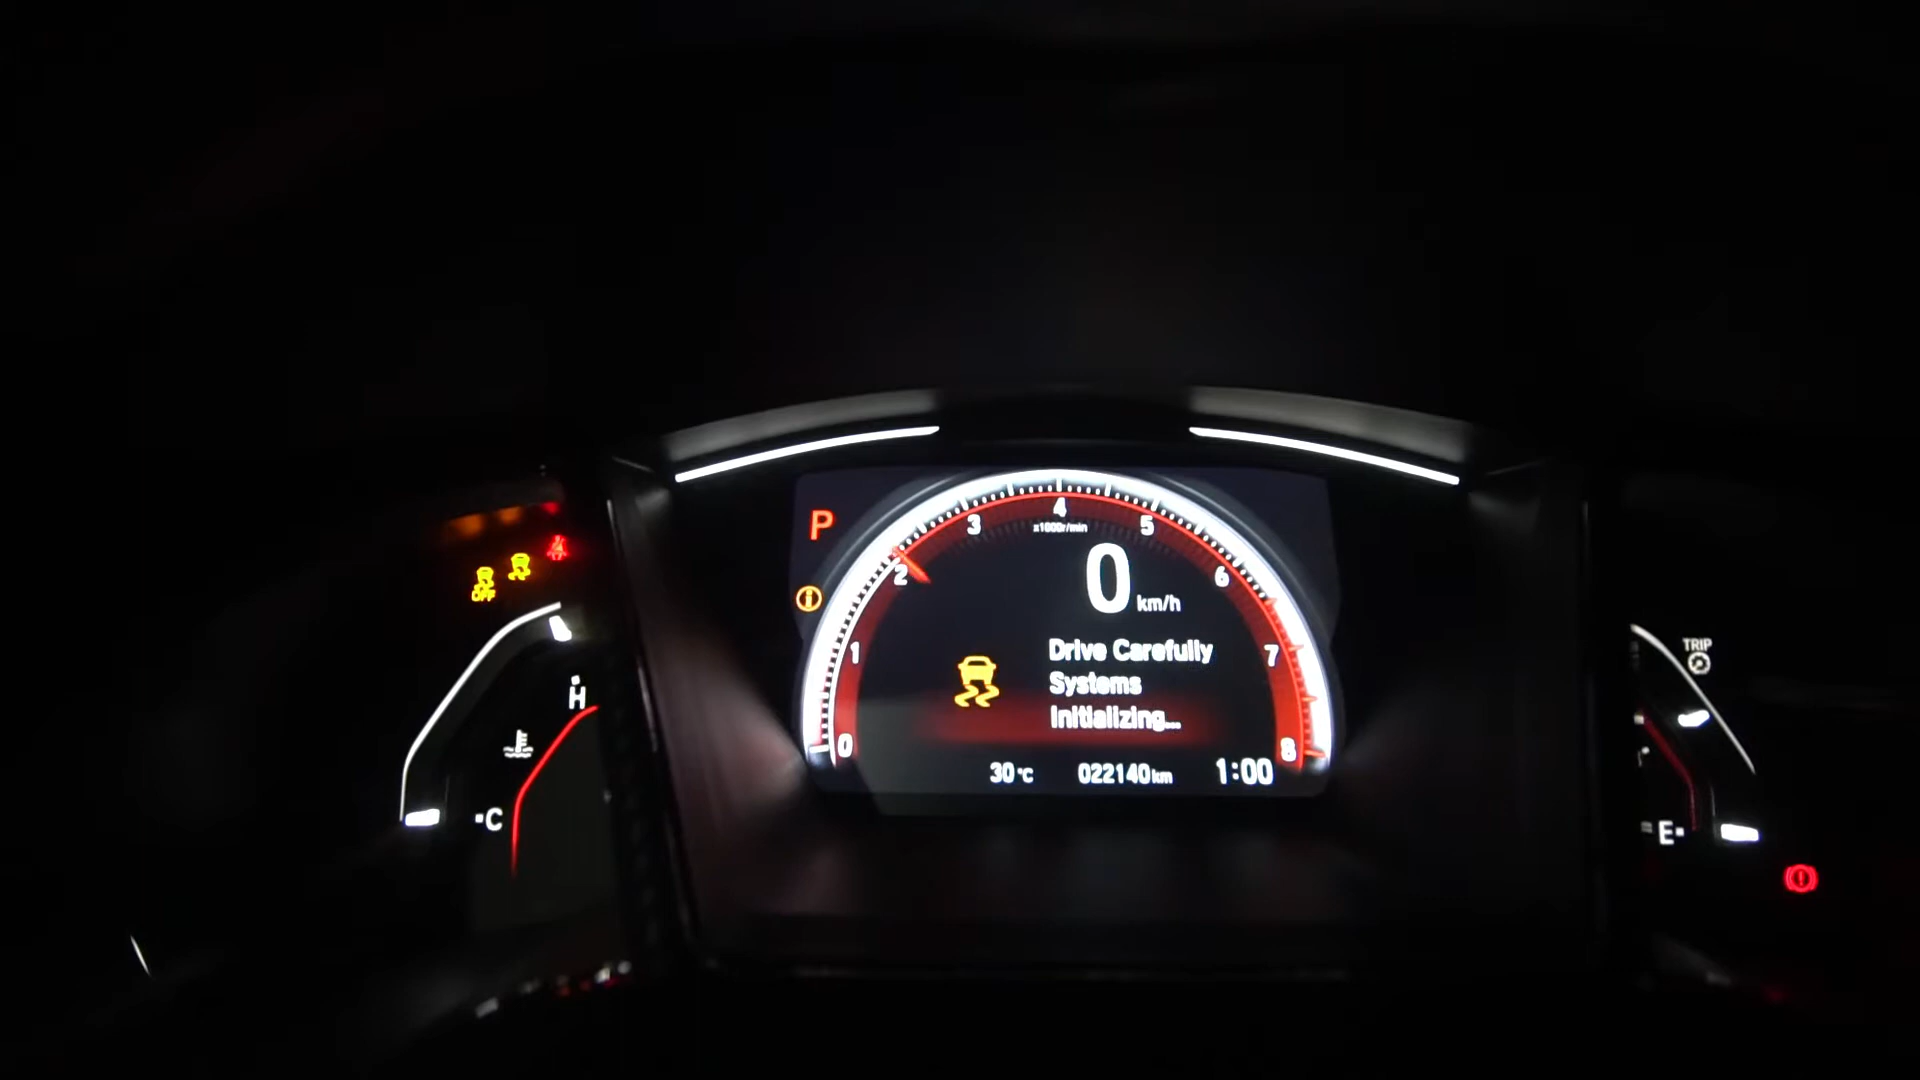 P
4
3
5
x1000r/min
2
6
0 km/h
OFF
1
7
Drive Carefully
Systems
Initializing...
TRIP
H
0
8
30°C
022140km
1:00
C
E